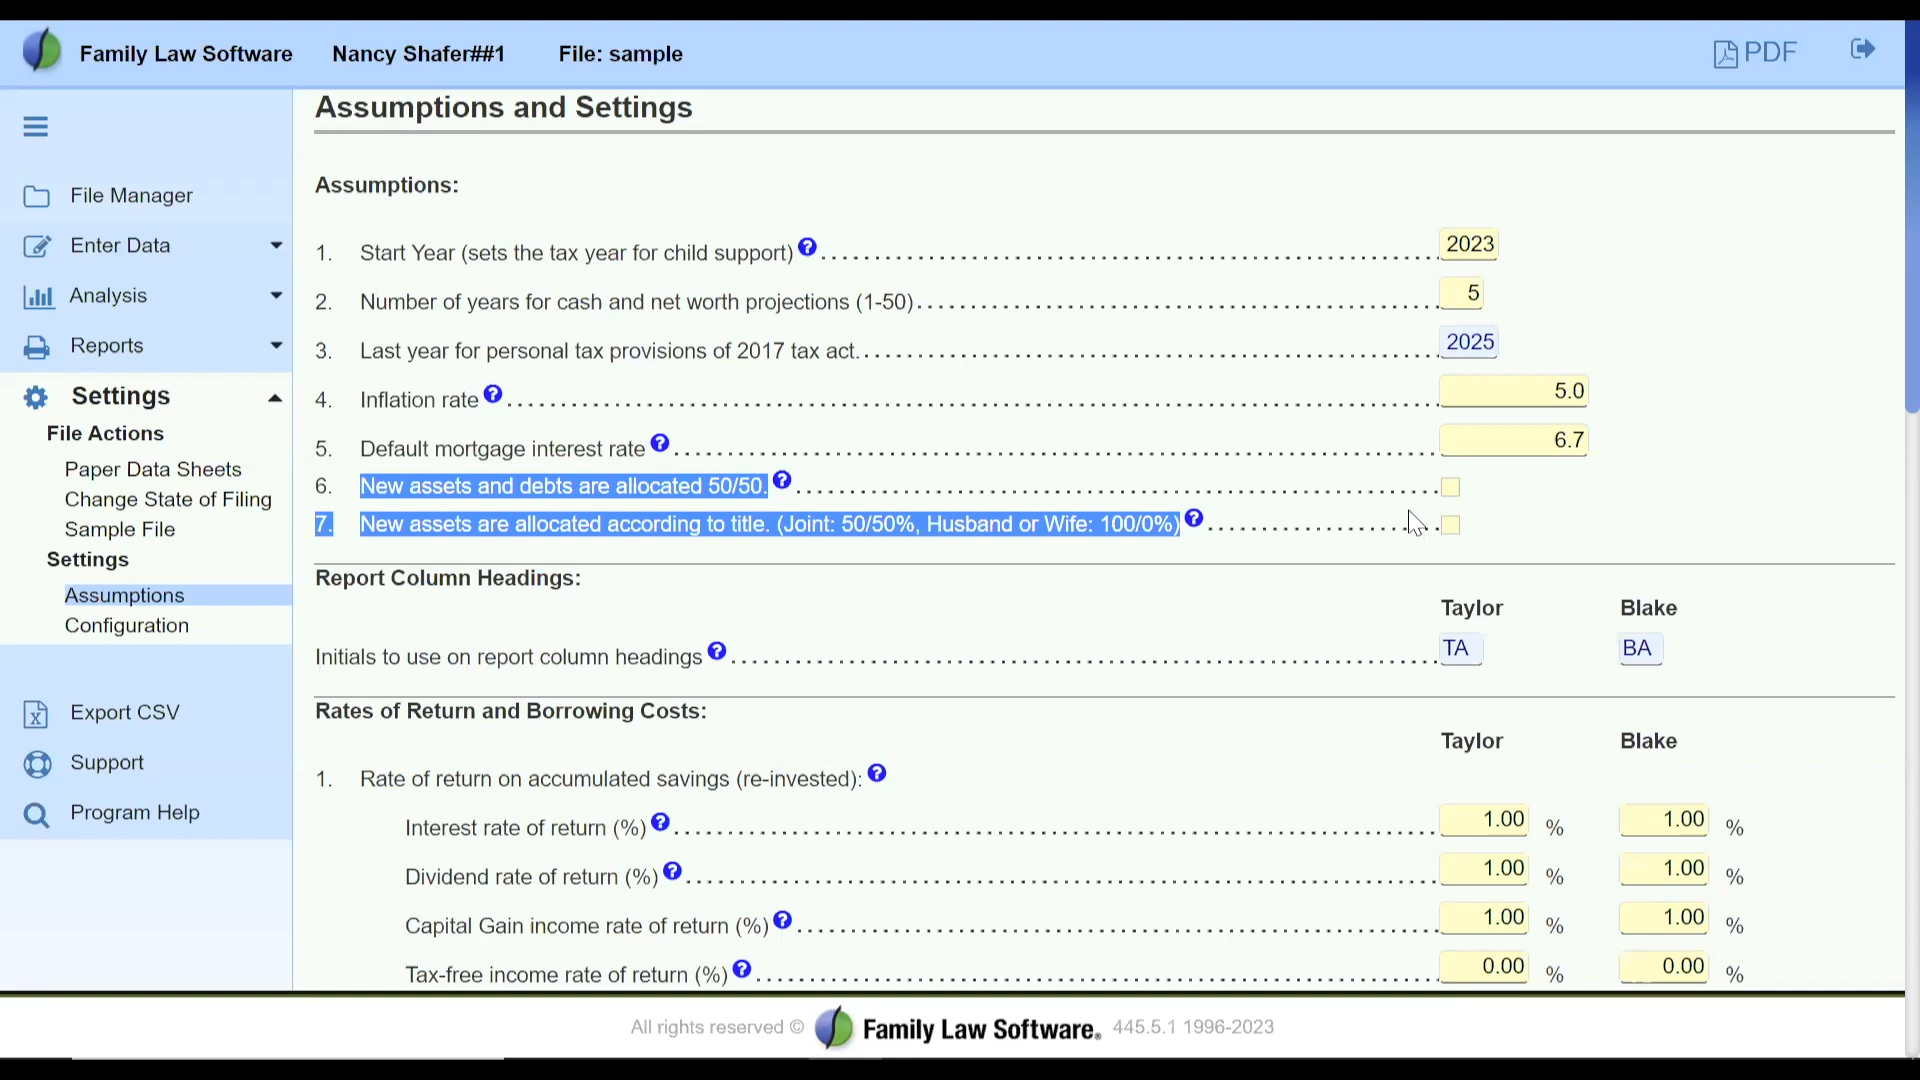 Family Law Software Nancy Shafer##1 File: sample PDF
Assumptions and Settings
File Manager
Enter Data
Analysis
Reports
Settings
File Actions
Paper Data Sheets
Change State of Filing
Sample File
Settings
Assumptions
Configuration
Export CSV
Support
Program Help
Assumptions:
1. Start Year (sets the tax year for child support) ? 2023
2. Number of years for cash and net worth projections (1-50) 5
3. Last year for personal tax provisions of 2017 tax act. 2025
4. Inflation rate ? 5.0
5. Default mortgage interest rate ? 6.7
6. New assets and debts are allocated 50/50. ?
7. New assets are allocated according to title. (Joint: 50/50%, Husband or Wife: 100/0%) ?
Report Column Headings:
Taylor Blake
Initials to use on report column headings ? TA BA
Rates of Return and Borrowing Costs:
Taylor Blake
1. Rate of return on accumulated savings (re-invested): ?
Interest rate of return (%) ? 1.00 % 1.00 %
Dividend rate of return (%) ? 1.00 % 1.00 %
Capital Gain income rate of return (%) ? 1.00 % 1.00 %
Tax-free income rate of return (%) ? 0.00 % 0.00 %
All rights reserved © Family Law Software® 445.5.1 1996-2023